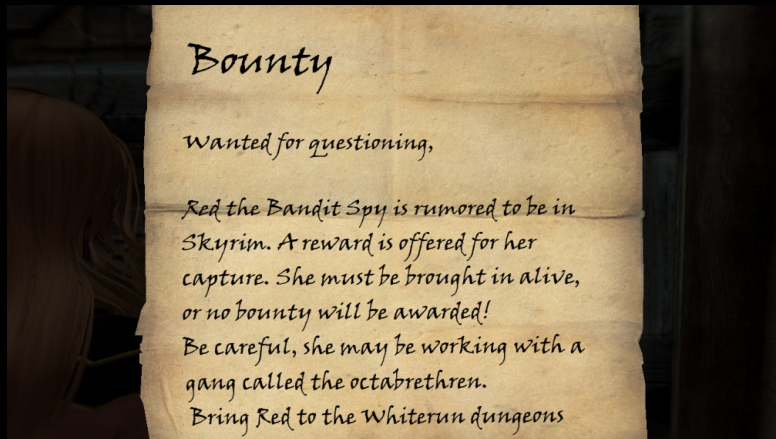 Bounty
Wanted for questioning,
Red the Bandit Spy is rumored to be in
Skyrim. A reward is offered for her
capture. She must be brought in alive,
or no bounty will be awarded!
Be careful, she may be working with a
gang called the octabrethren.
Bring Red to the Whiterun dungeons